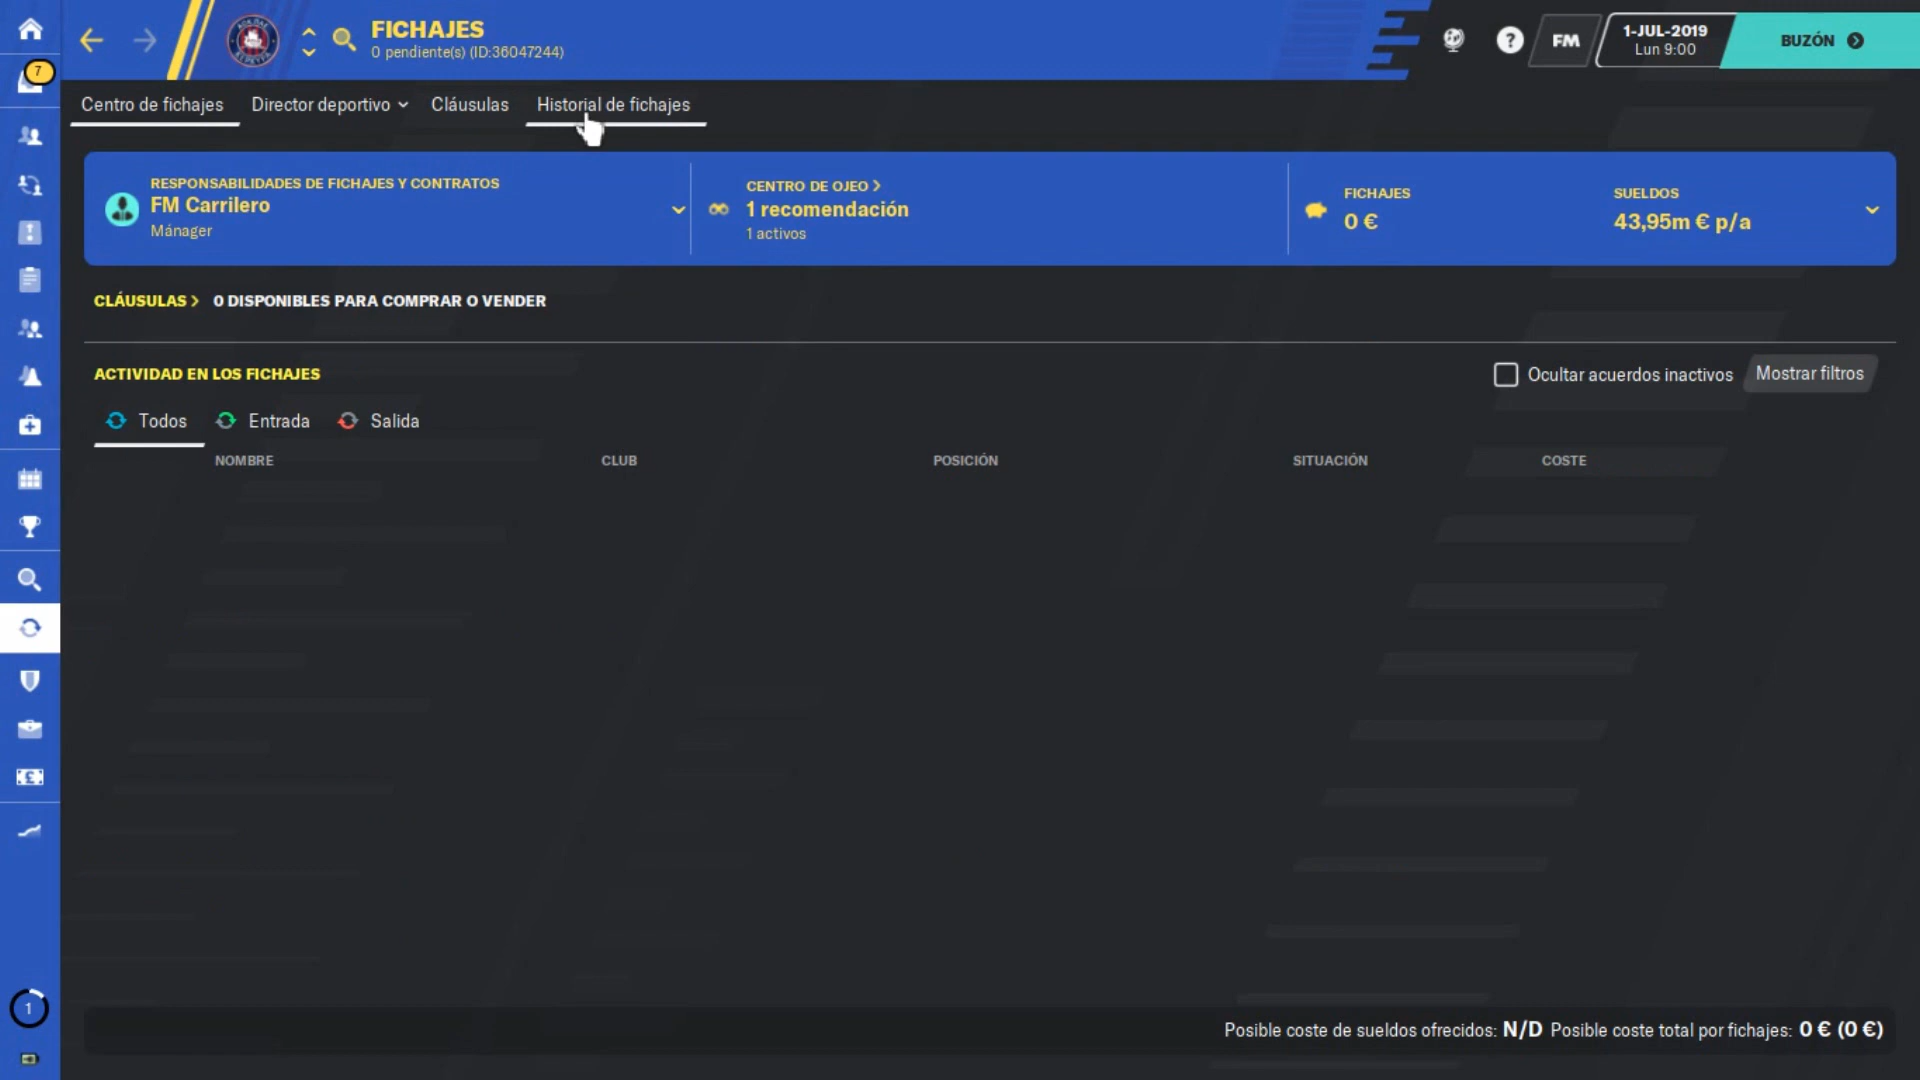 FICHAJES
0 pendiente(s) (ID:36047244)
FM
1-JUL-2019
Lun 9:00
BUZÓN
7
Centro de fichajes
Director deportivo
Cláusulas
Historial de fichajes
RESPONSABILIDADES DE FICHAJES Y CONTRATOS
FM Carrilero
Mánager
CENTRO DE OJEO
1 recomendación
1 activos
FICHAJES
0 €
SUELDOS
43,95m € p/a
CLÁUSULAS > 0 DISPONIBLES PARA COMPRAR O VENDER
ACTIVIDAD EN LOS FICHAJES
Ocultar acuerdos inactivos
Mostrar filtros
Todos
Entrada
Salida
NOMBRE
CLUB
POSICIÓN
SITUACIÓN
COSTE
1
Posible coste de sueldos ofrecidos: N/D Posible coste total por fichajes: 0 € (0 €)